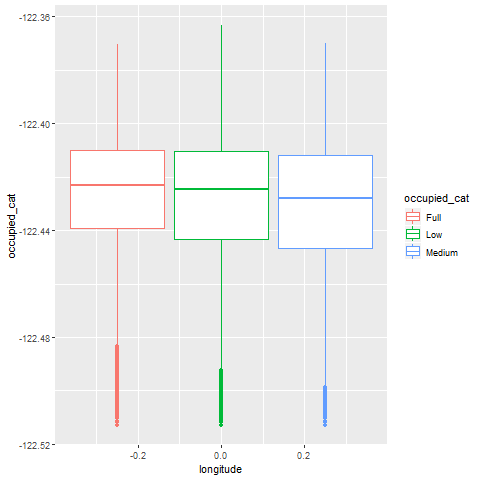 -122.36
-122.40
-122.44
-122.48
-122.52
occupied_cat
-0.2
0.0
0.2
longitude
occupied_cat
Full
Low
Medium